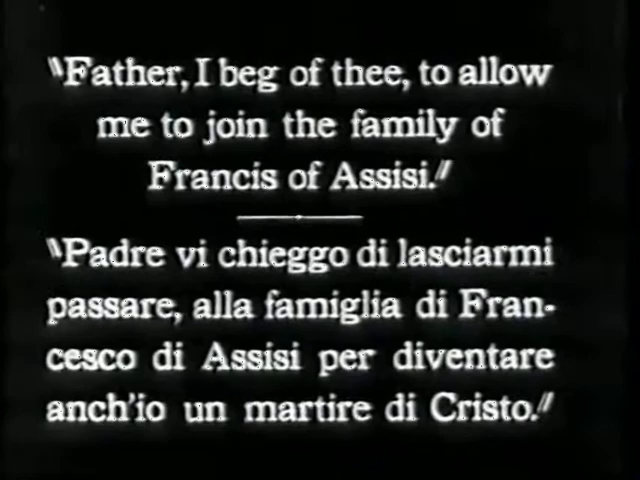 "Father, I beg of thee, to allow
me to join the family of
Francis of Assisi."
"Padre vi chieggo di lasciarmi
passare, alla famiglia di Fran-
cesco di Assisi per diventare
anch'io un martire di Cristo."